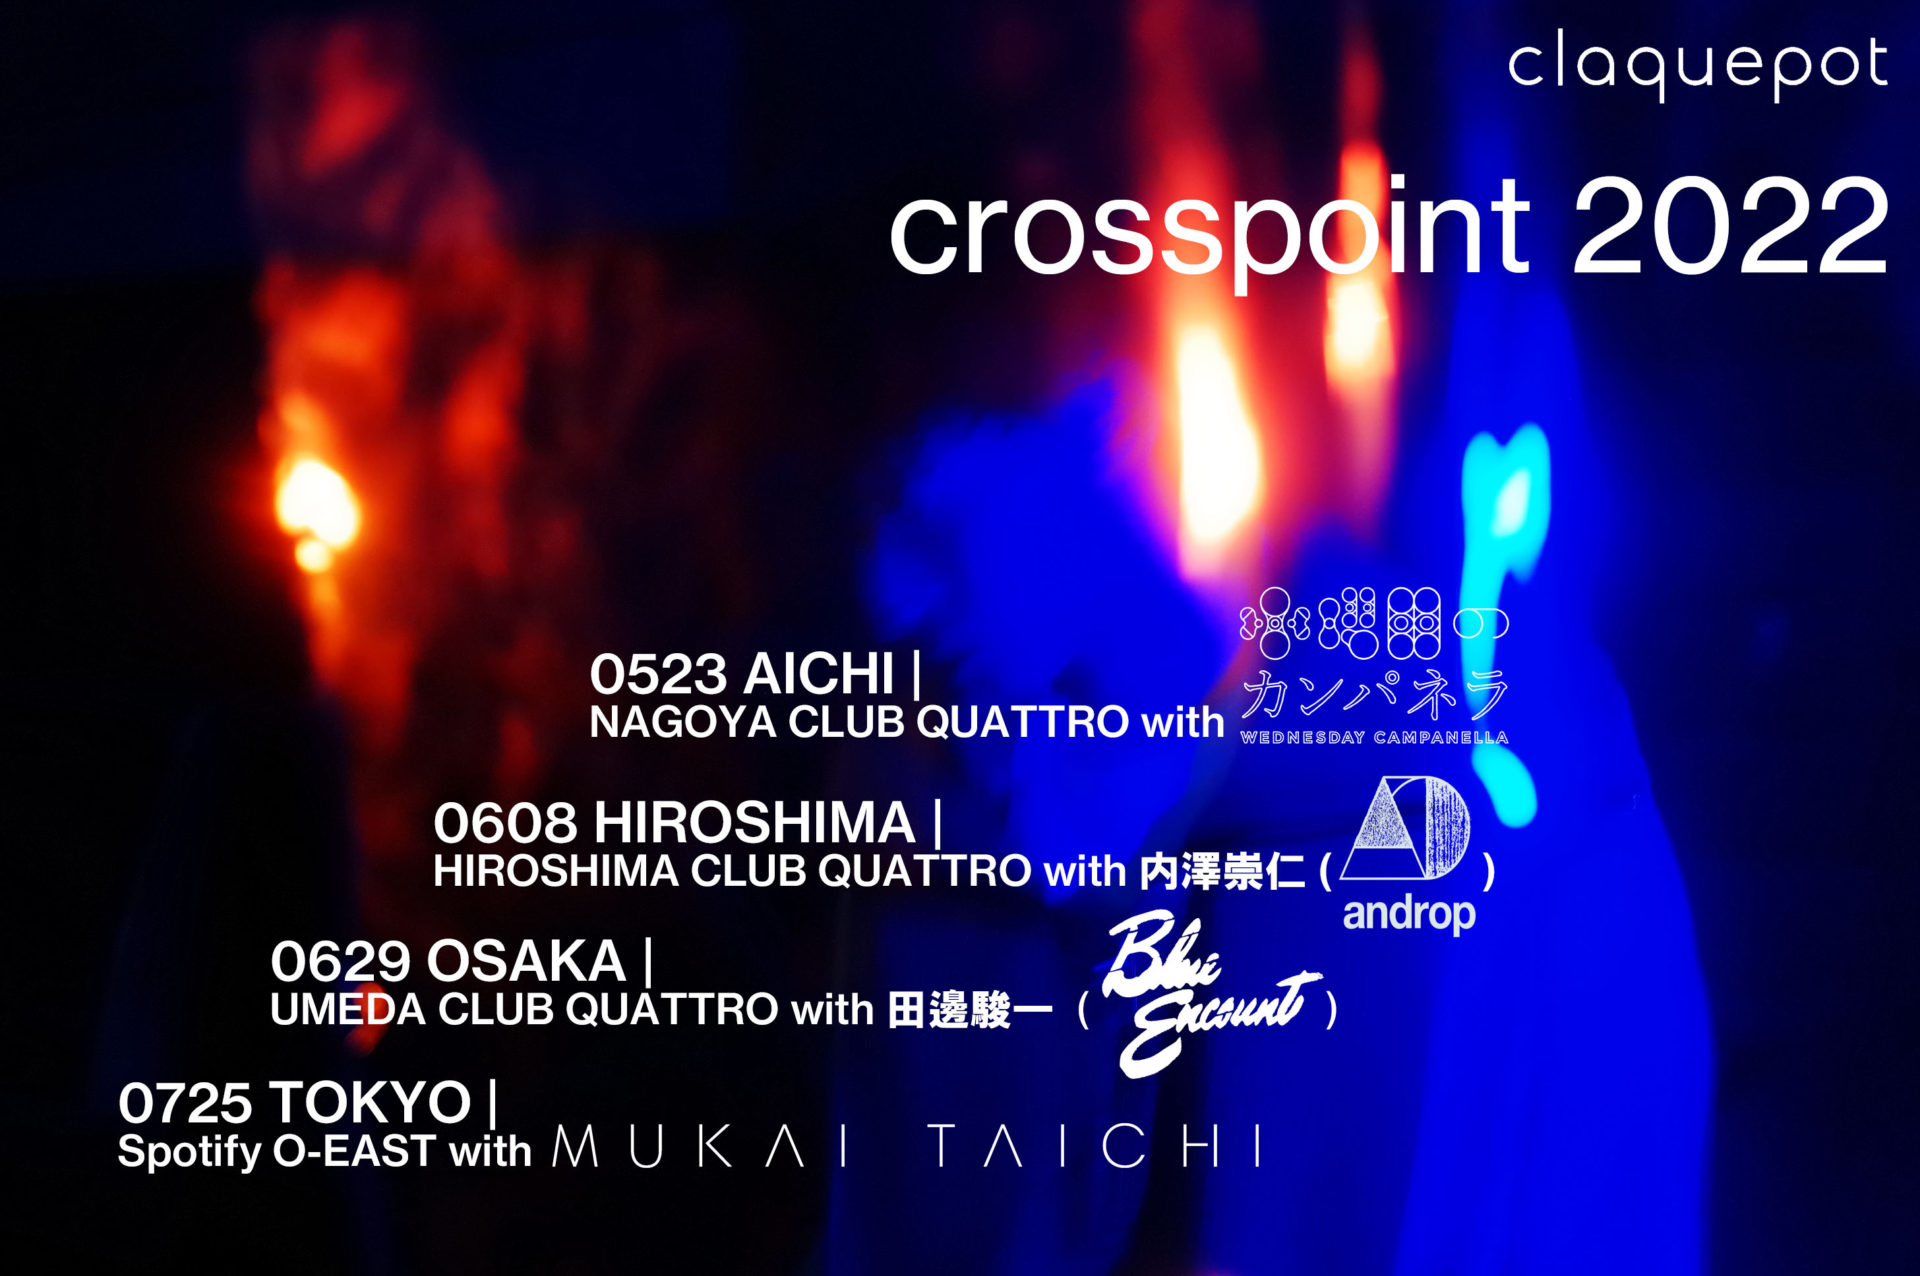 claquepot
crosspoint 2022
0523 AICHI |
NAGOYA CLUB QUATTRO with
水曜日の
カンパネラ
WEDNESDAY CAMPANELLA
0608 HIROSHIMA |
HIROSHIMA CLUB QUATTRO with 内澤崇仁 ( )
androp
0629 OSAKA |
UMEDA CLUB QUATTRO with 田邊駿一 ( Blue Encount )
0725 TOKYO |
Spotify O-EAST with MUKAI TAICHI